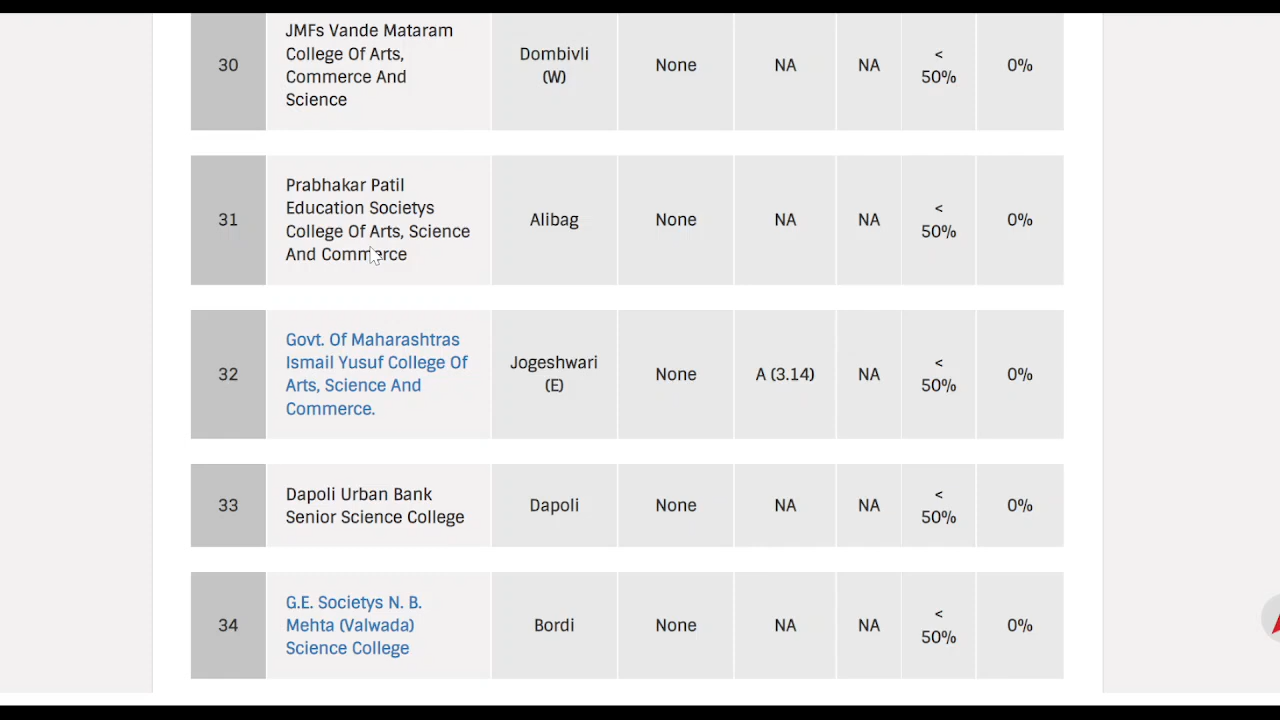 30 JMFs Vande Mataram College Of Arts, Commerce And Science Dombivli (W) None NA NA < 50% 0%
31 Prabhakar Patil Education Societys College Of Arts, Science And Commerce Alibag None NA NA < 50% 0%
32 Govt. Of Maharashtras Ismail Yusuf College Of Arts, Science And Commerce. Jogeshwari (E) None A (3.14) NA < 50% 0%
33 Dapoli Urban Bank Senior Science College Dapoli None NA NA < 50% 0%
34 G.E. Societys N. B. Mehta (Valwada) Science College Bordi None NA NA < 50% 0%